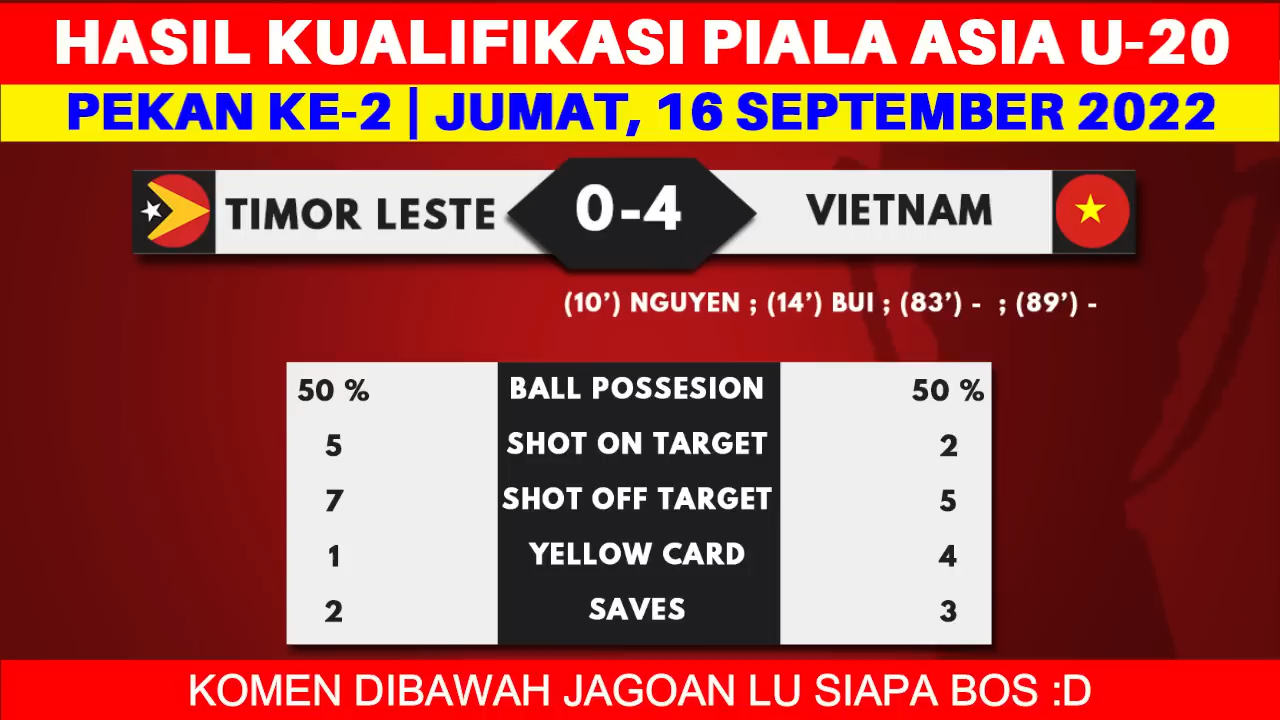 HASIL KUALIFIKASI PIALA ASIA U-20
PEKAN KE-2 | JUMAT, 16 SEPTEMBER 2022
TIMOR LESTE 0-4 VIETNAM
(10’) NGUYEN ; (14’) BUI ; (83’) - ; (89’) -
50 % BALL POSSESION 50 %
5 SHOT ON TARGET 2
7 SHOT OFF TARGET 5
1 YELLOW CARD 4
2 SAVES 3
KOMEN DIBAWAH JAGOAN LU SIAPA BOS :D